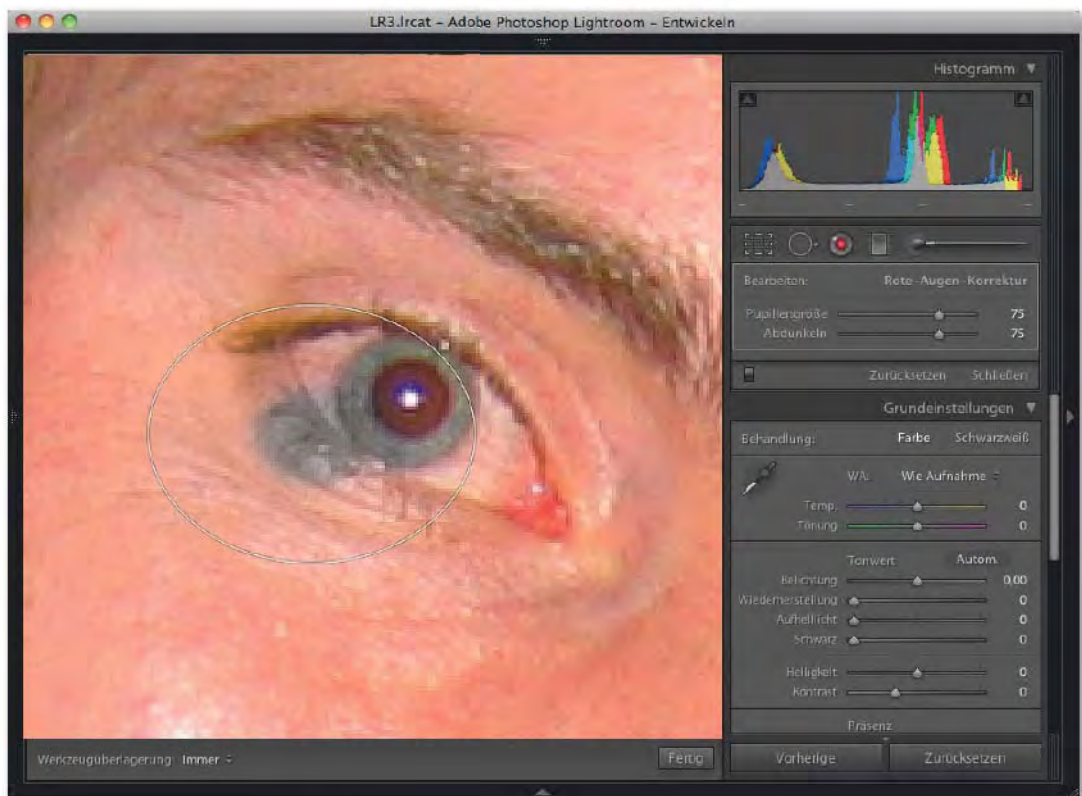 LR3.lrcat – Adobe Photoshop Lightroom – Entwickeln
Histogramm
Bearbeiten: Rote-Augen-Korrektur
Pupillengröße 75
Abdunkeln 75
Zurücksetzen Schließen
Grundeinstellungen
Behandlung: Farbe Schwarzweiß
WA: Wie Aufnahme
Temp. 0
Tönung 0
Tonwert Autom.
Belichtung 0,00
Wiederherstellung 0
Aufhelllicht 0
Schwarz 0
Helligkeit 0
Kontrast 0
Präsenz
Werkzeugüberlagerung: Immer Fertig Vorherige Zurücksetzen